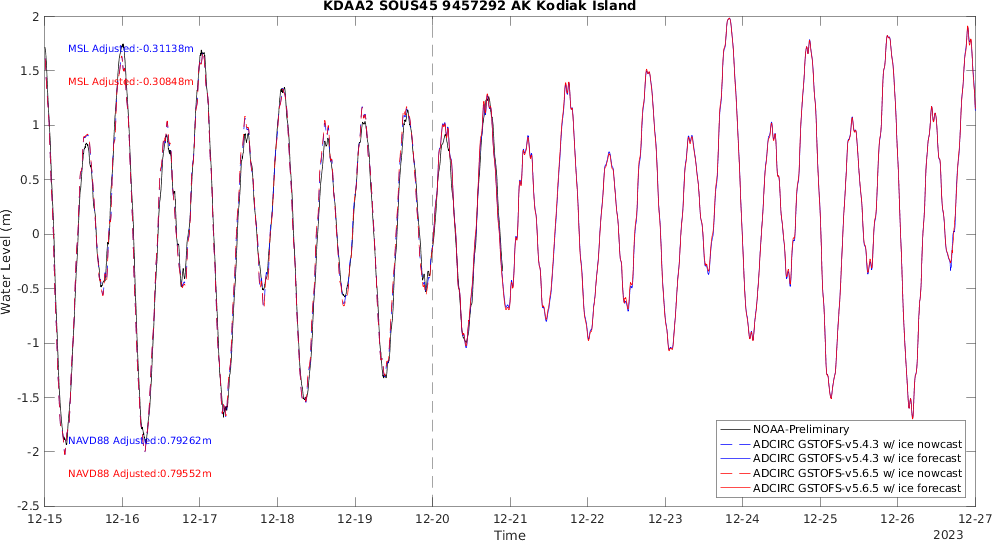 KDAA2 SOUS45 9457292 AK Kodiak Island
MSL Adjusted:-0.31138m
MSL Adjusted:-0.30848m
NAVD88 Adjusted:0.79262m
NAVD88 Adjusted:0.79552m
Water Level (m)
2
1.5
1
0.5
0
-0.5
-1
-1.5
-2
-2.5
NOAA-Preliminary
ADCIRC GSTOFS-v5.4.3 w/ ice nowcast
ADCIRC GSTOFS-v5.4.3 w/ ice forecast
ADCIRC GSTOFS-v5.6.5 w/ ice nowcast
ADCIRC GSTOFS-v5.6.5 w/ ice forecast
12-15 12-16 12-17 12-18 12-19 12-20 12-21 12-22 12-23 12-24 12-25 12-26 12-27
Time
2023